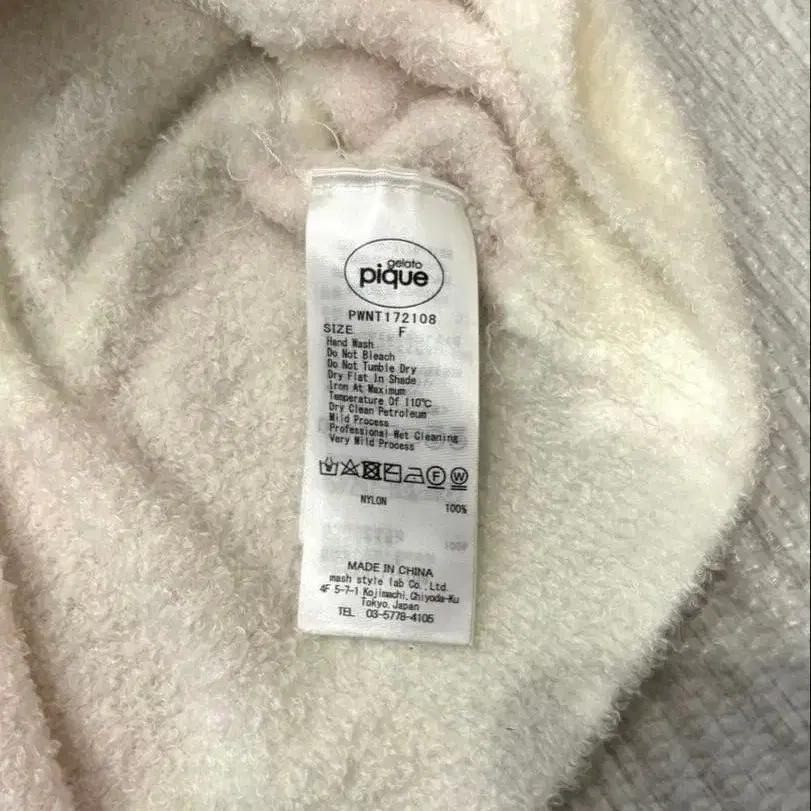 gelato
pique
PWNT172108
SIZE F
Hand Wash
Do Not Bleach
Do Not Tumble Dry
Dry Flat In Shade
Iron At Maximum
Temperature Of 110℃
Dry Clean Petroleum
Mild Process
Professional Wet Cleaning
Very Mild Process
F W
NYLON 100%
MADE IN CHINA
mash style lab Co., Ltd.
4F 5-7-1 Kojimachi, Chiyoda-Ku
Tokyo, Japan
TEL 03-5778-4105